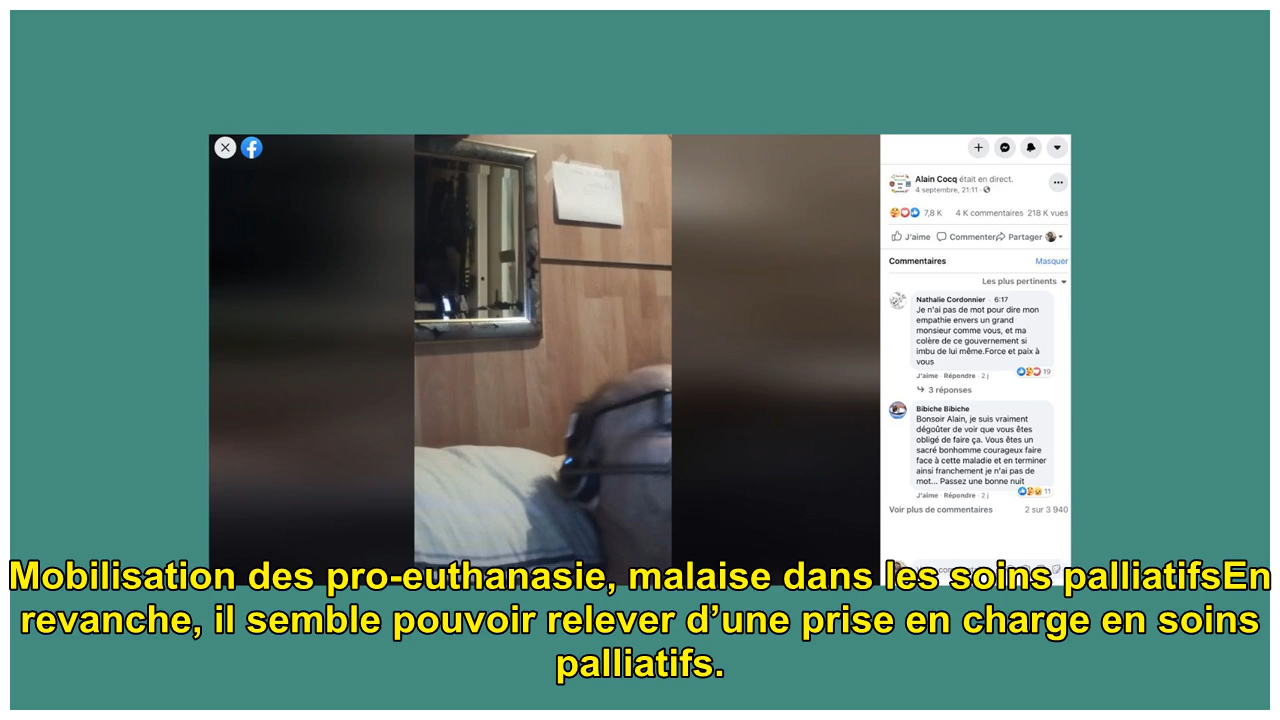 Alain Cocq était en direct.
4 septembre, 21:11
7,8 K 4 K commentaires 218 K vues
J'aime Commenter Partager
Commentaires Masquer
Les plus pertinents
Nathalie Cordonnier · 6:17
Je n'ai pas de mot pour dire mon
empathie envers un grand
monsieur comme vous, et ma
colère de ce gouvernement si
imbu de lui même.Force et paix à
vous
J'aime · Répondre · 2 j 19
3 réponses
Bibiche Bibiche
Bonsoir Alain, je suis vraiment
dégoûter de voir que vous êtes
obligé de faire ça. Vous êtes un
sacré bonhomme courageux faire
face à cette maladie et en terminer
ainsi franchement je n'ai pas de
mot... Passez une bonne nuit
J'aime · Répondre · 2 j 11
Voir plus de commentaires 2 sur 3 940
Mobilisation des pro-euthanasie, malaise dans les soins palliatifsEn
revanche, il semble pouvoir relever d’une prise en charge en soins
palliatifs.